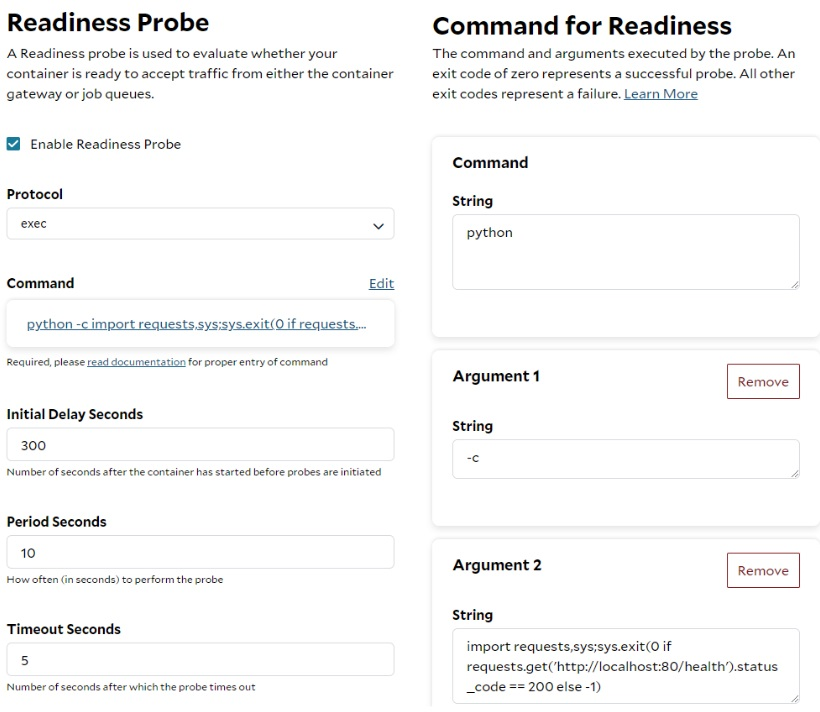 Readiness Probe
A Readiness probe is used to evaluate whether your
container is ready to accept traffic from either the container
gateway or job queues.
Enable Readiness Probe
Protocol
exec
Command
Edit
python -c import requests,sys;sys.exit(0 if requests....
Required, please read documentation for proper entry of command
Initial Delay Seconds
300
Number of seconds after the container has started before probes are initiated
Period Seconds
10
How often (in seconds) to perform the probe
Timeout Seconds
5
Number of seconds after which the probe times out
Command for Readiness
The command and arguments executed by the probe. An
exit code of zero represents a successful probe. All other
exit codes represent a failure. Learn More
Command
String
python
Argument 1
Remove
String
-c
Argument 2
Remove
String
import requests,sys;sys.exit(0 if
requests.get('http://localhost:80/health').status
_code == 200 else -1)